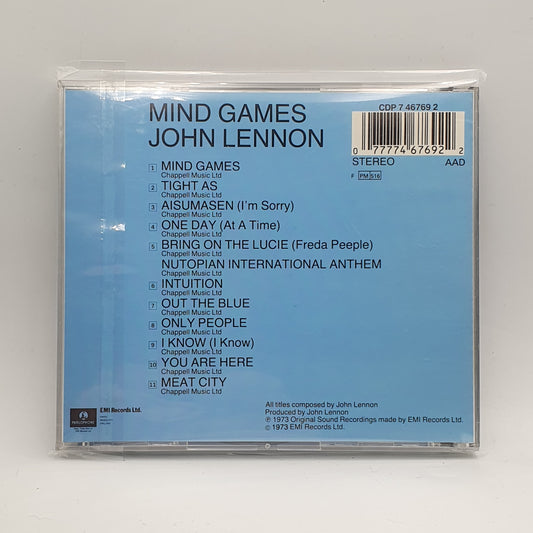 MIND GAMES
JOHN LENNON
CDP 7 46769 2
0 77774 67692 2
STEREO AAD
F PM 516
1 MIND GAMES
Chappell Music Ltd
2 TIGHT AS
Chappell Music Ltd
3 AISUMASEN (I'm Sorry)
Chappell Music Ltd
4 ONE DAY (At A Time)
Chappell Music Ltd
5 BRING ON THE LUCIE (Freda Peeple)
Chappell Music Ltd
NUTOPIAN INTERNATIONAL ANTHEM
6 INTUITION
Chappell Music Ltd
7 OUT THE BLUE
Chappell Music Ltd
8 ONLY PEOPLE
Chappell Music Ltd
9 I KNOW (I Know)
Chappell Music Ltd
10 YOU ARE HERE
Chappell Music Ltd
11 MEAT CITY
Chappell Music Ltd
All titles composed by John Lennon
Produced by John Lennon
℗ 1973 Original Sound Recordings made by EMI Records Ltd.
© 1973 EMI Records Ltd.
PARLOPHONE
EMI Records Ltd.